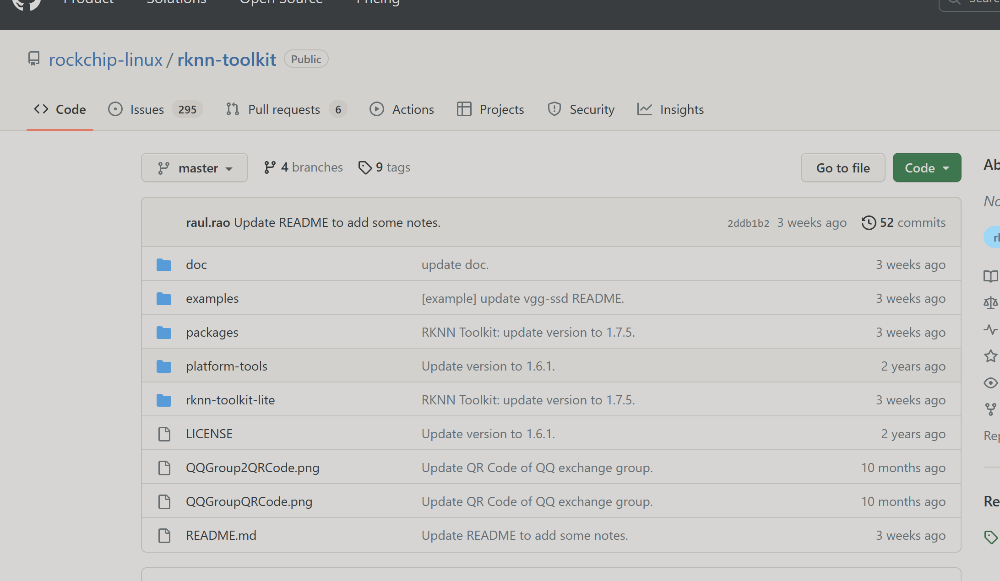 Product Solutions Open Source Pricing
rockchip-linux / rknn-toolkit Public
Code Issues 295 Pull requests 6 Actions Projects Security Insights
master 4 branches 9 tags Go to file Code
raul.rao Update README to add some notes. 2ddb1b2 3 weeks ago 52 commits
doc update doc. 3 weeks ago
examples [example] update vgg-ssd README. 3 weeks ago
packages RKNN Toolkit: update version to 1.7.5. 3 weeks ago
platform-tools Update version to 1.6.1. 2 years ago
rknn-toolkit-lite RKNN Toolkit: update version to 1.7.5. 3 weeks ago
LICENSE Update version to 1.6.1. 2 years ago
QQGroup2QRCode.png Update QR Code of QQ exchange group. 10 months ago
QQGroupQRCode.png Update QR Code of QQ exchange group. 10 months ago
README.md Update README to add some notes. 3 weeks ago